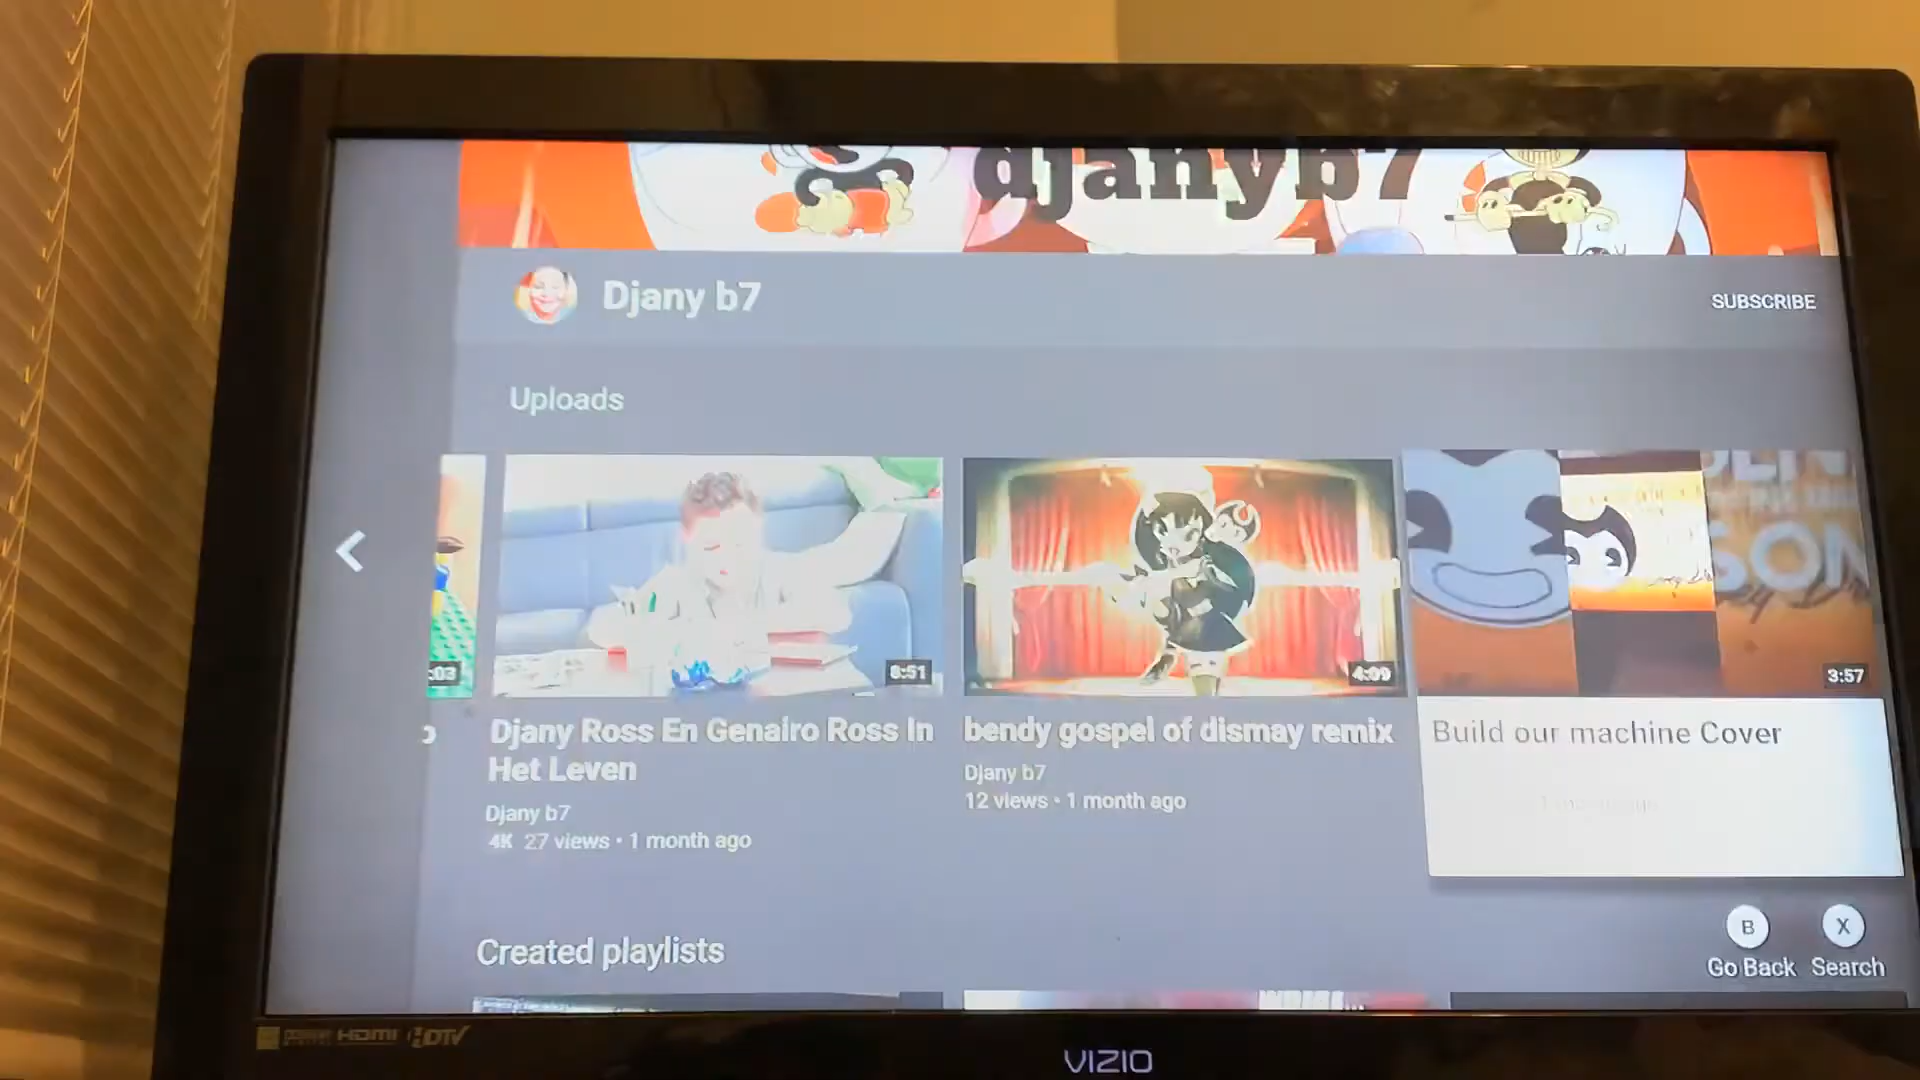 djanyb7
Djany b7
SUBSCRIBE
Uploads
:03
8:51
4:09
SON
3:57
Djany Ross En Genairo Ross In
Het Leven
Djany b7
4K 27 views • 1 month ago
bendy gospel of dismay remix
Djany b7
12 views • 1 month ago
Build our machine Cover
Created playlists
B
Go Back
X
Search
HDMI HDTV
VIZIO